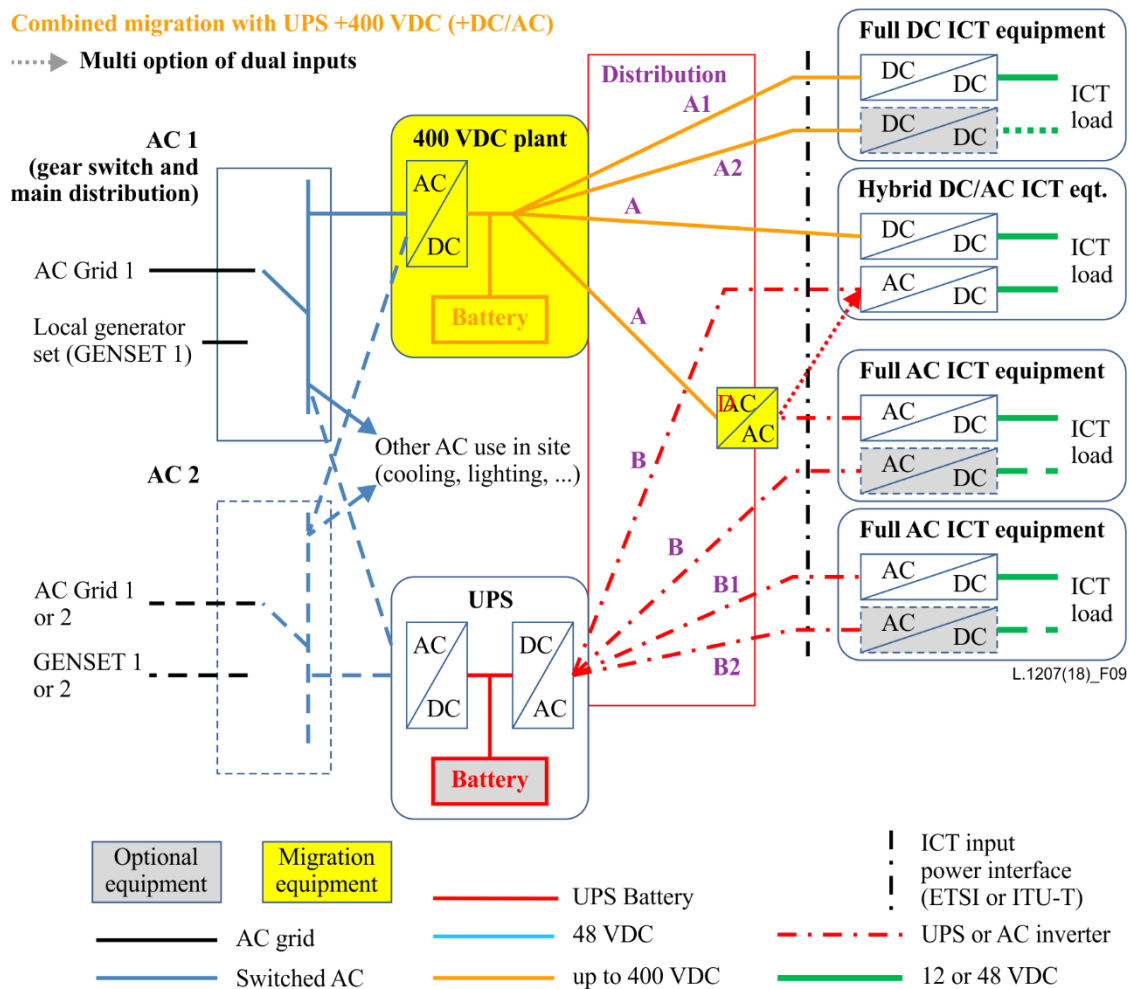 Combined migration with UPS +400 VDC (+DC/AC)
Multi option of dual inputs
AC 1
(gear switch and
main distribution)
AC Grid 1
Local generator
set (GENSET 1)
AC 2
AC Grid 1
or 2
GENSET 1
or 2
Other AC use in site
(cooling, lighting, ...)
400 VDC plant
AC
DC
Battery
UPS
AC
DC
DC
AC
Battery
Distribution
A1
A2
A
A
B
B
B1
B2
AC
AC
Full DC ICT equipment
DC
DC
DC
DC
ICT
load
Hybrid DC/AC ICT eqt.
DC
DC
AC
DC
ICT
load
Full AC ICT equipment
AC
DC
AC
DC
ICT
load
Full AC ICT equipment
AC
DC
AC
DC
ICT
load
L.1207(18)_F09
Optional
equipment
Migration
equipment
UPS Battery
ICT input
power interface
(ETSI or ITU-T)
AC grid
48 VDC
UPS or AC inverter
Switched AC
up to 400 VDC
12 or 48 VDC